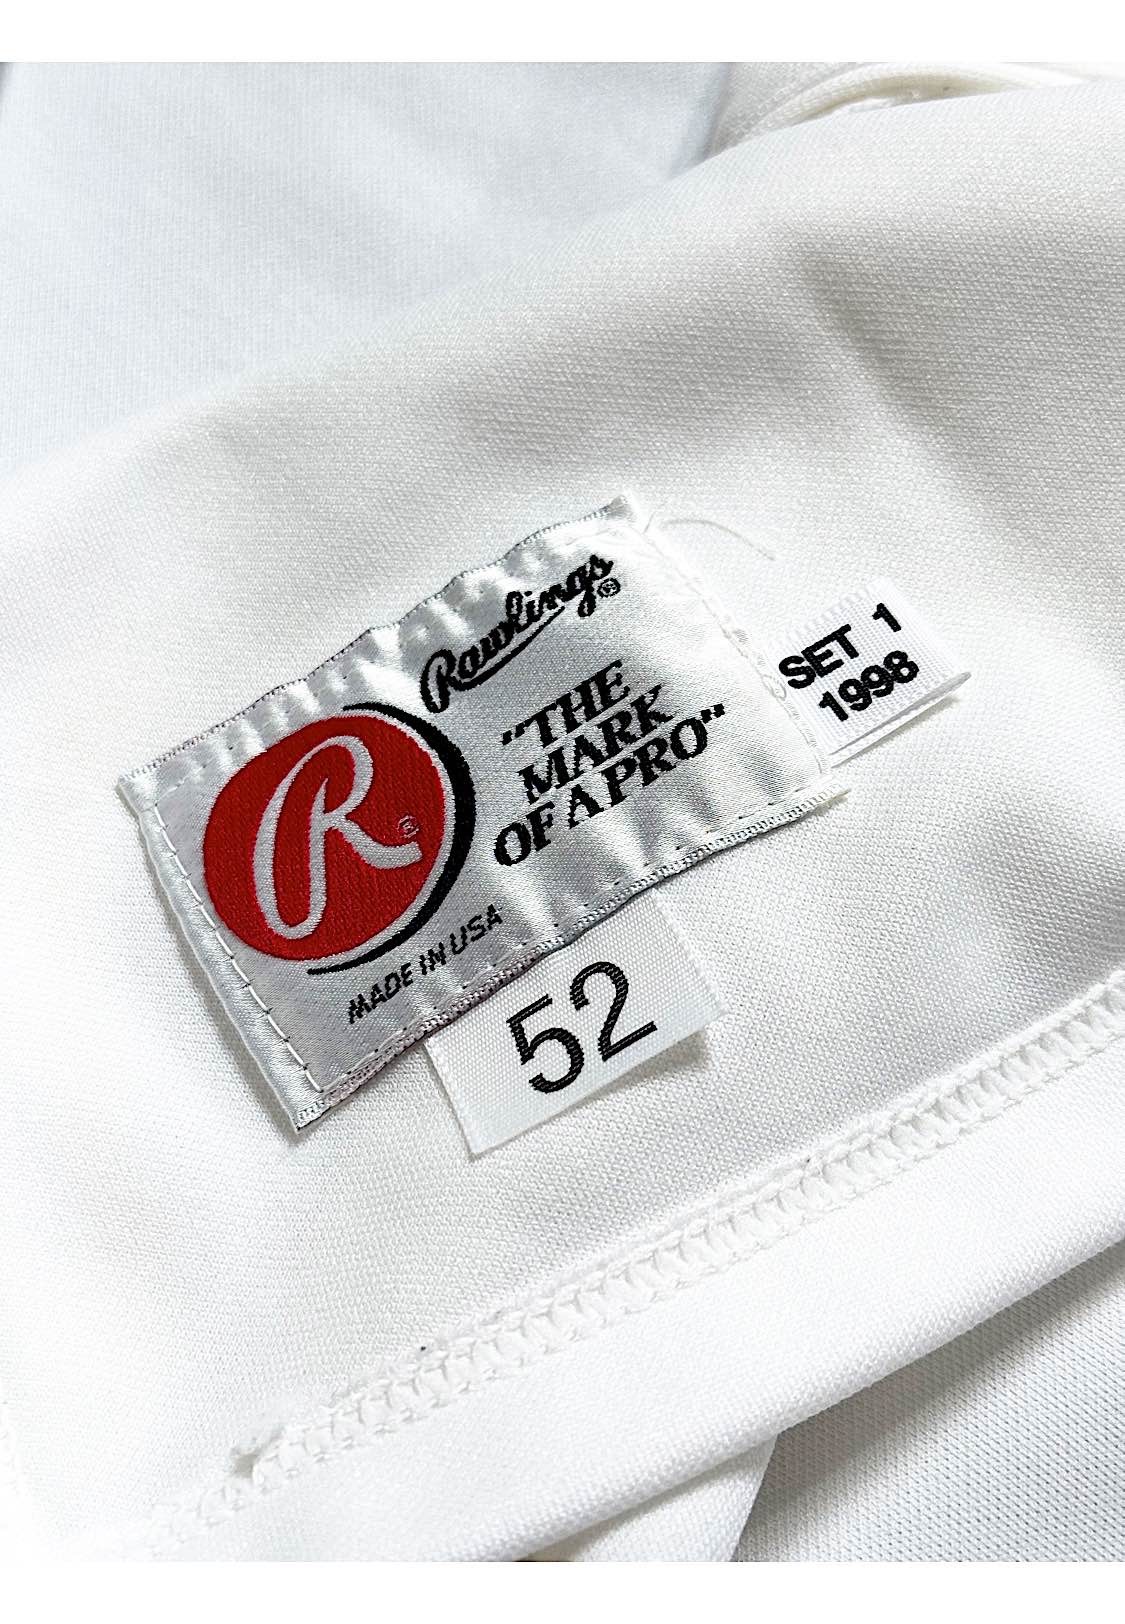 Rawlings®
"THE
MARK
OF A PRO"
R®
MADE IN USA
SET 1
1998
52